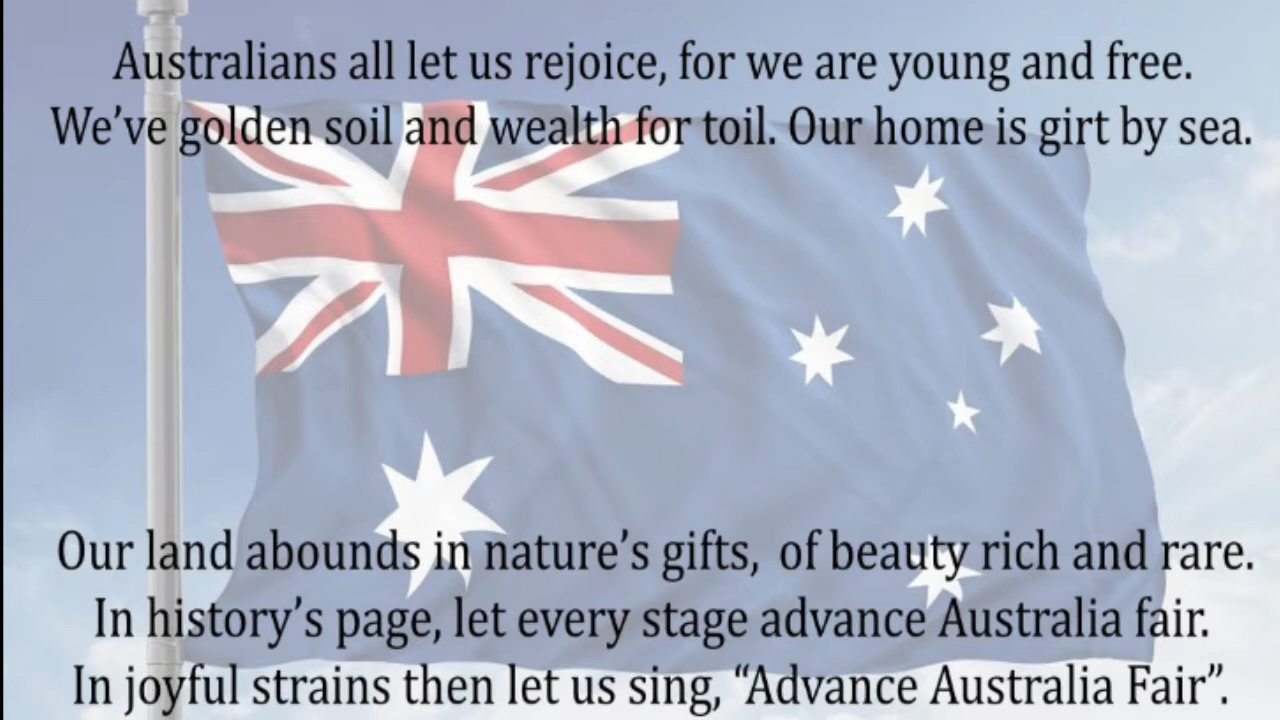 Australians all let us rejoice, for we are young and free.
We’ve golden soil and wealth for toil. Our home is girt by sea.
Our land abounds in nature’s gifts, of beauty rich and rare.
In history’s page, let every stage advance Australia fair.
In joyful strains then let us sing, “Advance Australia Fair”.